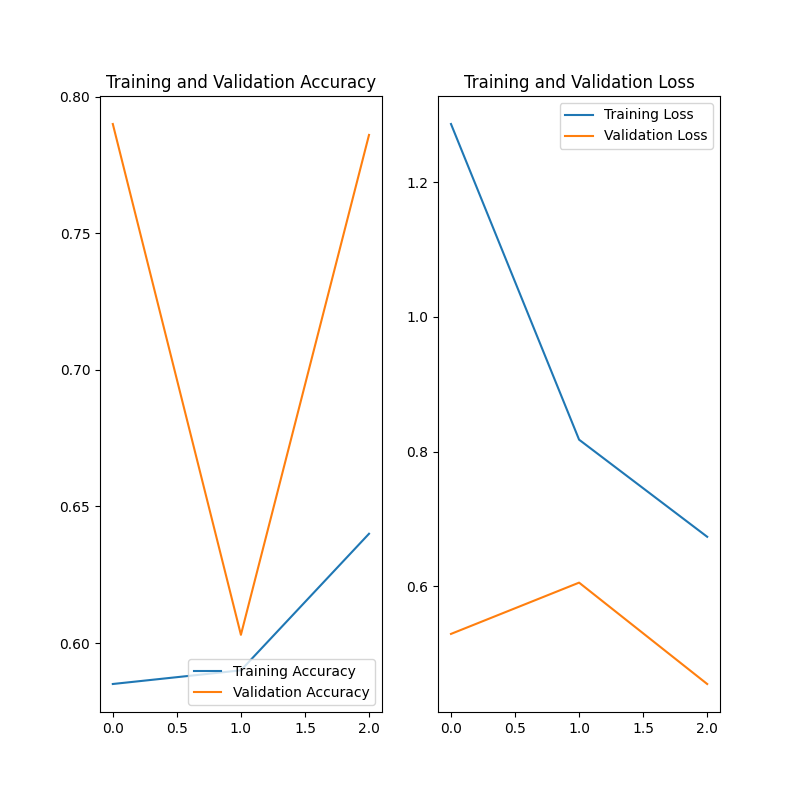 Training and Validation Accuracy
0.80
0.75
0.70
0.65
0.60
Training Accuracy
Validation Accuracy
0.0 0.5 1.0 1.5 2.0
Training and Validation Loss
Training Loss
Validation Loss
1.2
1.0
0.8
0.6
0.0 0.5 1.0 1.5 2.0